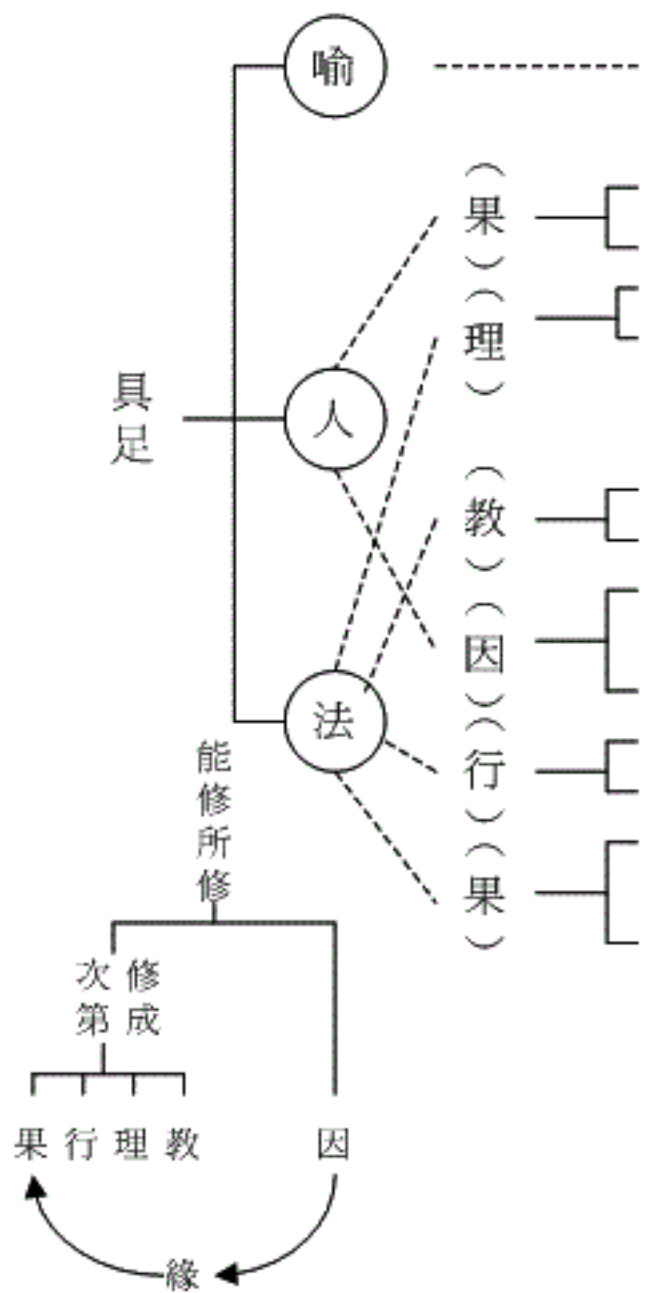 喻
（果）
（理）
具足
人
（教）
（因）
法
（行）
（果）
能修所修
修成
次第
果行理教
因
緣